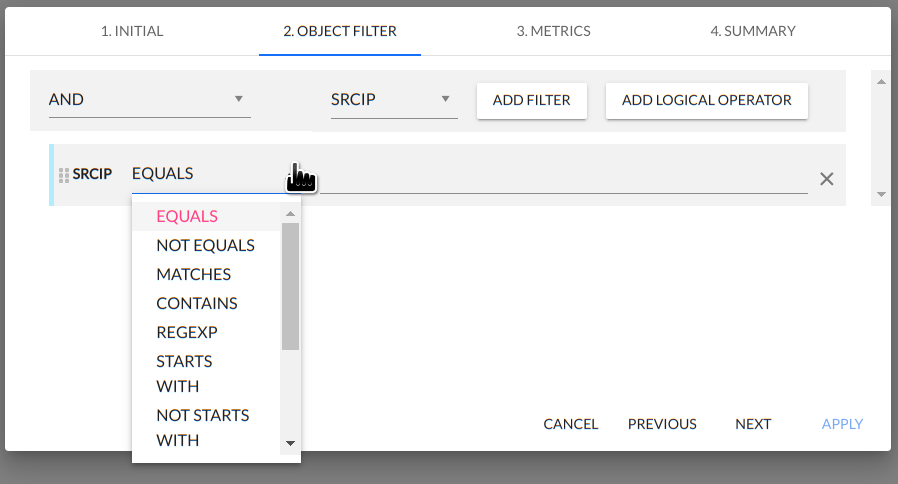 1. INITIAL 2. OBJECT FILTER 3. METRICS 4. SUMMARY
AND SRCIP ADD FILTER ADD LOGICAL OPERATOR
SRCIP EQUALS
EQUALS
NOT EQUALS
MATCHES
CONTAINS
REGEXP
STARTS
WITH
NOT STARTS
WITH
CANCEL PREVIOUS NEXT APPLY